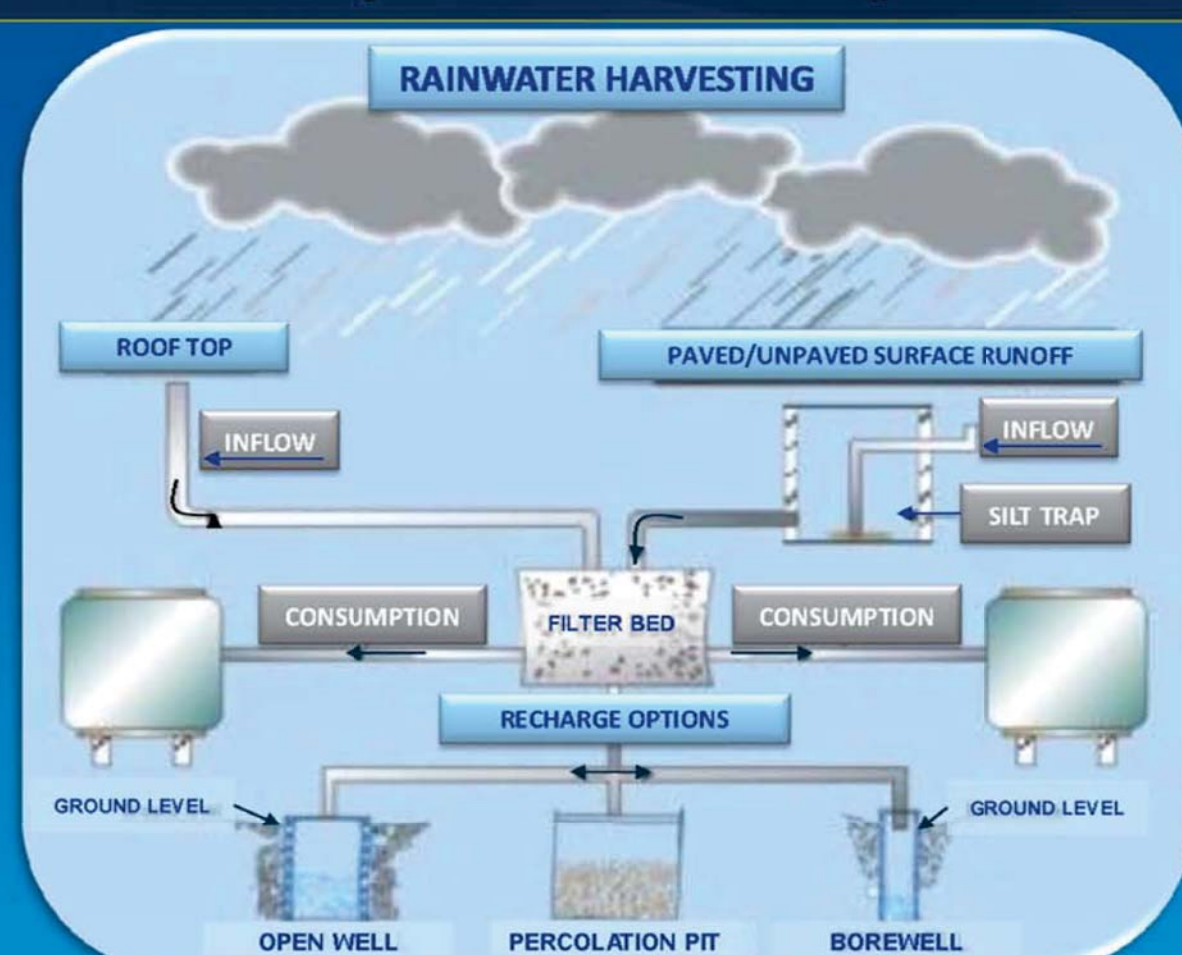 RAINWATER HARVESTING
ROOF TOP
PAVED/UNPAVED SURFACE RUNOFF
INFLOW
INFLOW
SILT TRAP
CONSUMPTION
FILTER BED
CONSUMPTION
RECHARGE OPTIONS
GROUND LEVEL
GROUND LEVEL
OPEN WELL
PERCOLATION PIT
BOREWELL